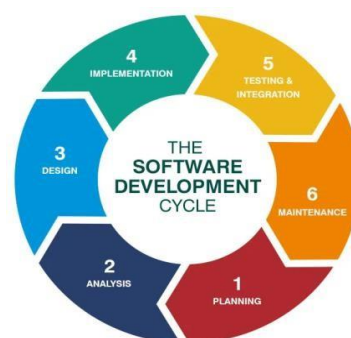 THE
SOFTWARE
DEVELOPMENT
CYCLE
1
PLANNING
2
ANALYSIS
3
DESIGN
4
IMPLEMENTATION
5
TESTING &
INTEGRATION
6
MAINTENANCE